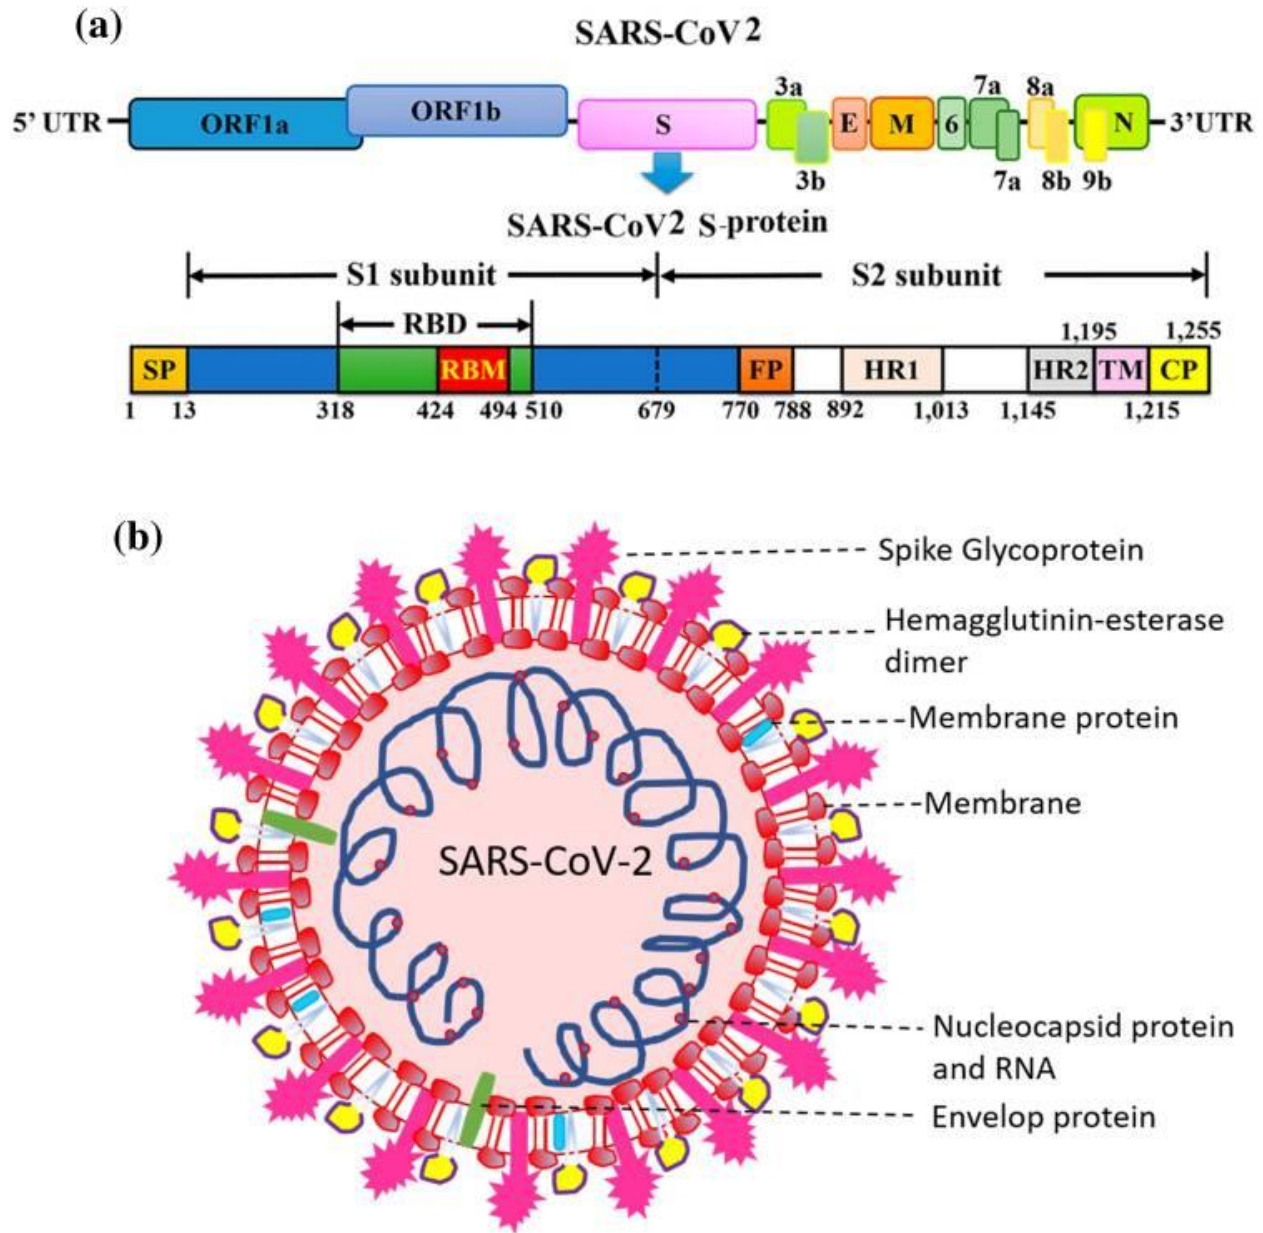 (a)
SARS-CoV2
3a 7a 8a
5' UTR ORF1a ORF1b S E M 6 N 3'UTR
3b 7a 8b 9b
SARS-CoV2 S-protein
S1 subunit S2 subunit
RBD 1,195 1,255
SP RBM FP HR1 HR2 TM CP
1 13 318 424 494 510 679 770 788 892 1,013 1,145 1,215
(b)
Spike Glycoprotein
Hemagglutinin-esterase
dimer
Membrane protein
Membrane
SARS-CoV-2
Nucleocapsid protein
and RNA
Envelop protein